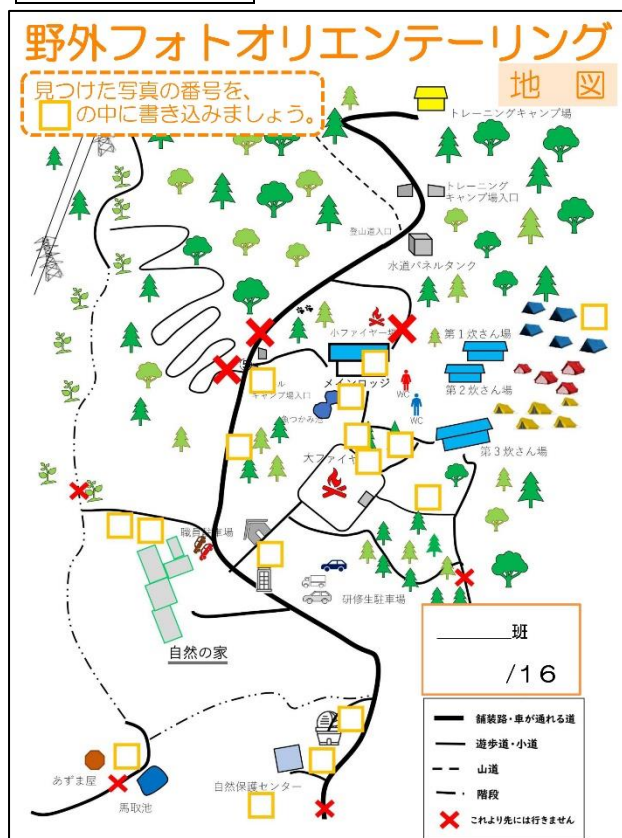 野外フォトオリエンテーリング
地 図
見つけた写真の番号を、
の中に書き込みましょう。
トレーニングキャンプ場
トレーニング
キャンプ場入口
登山道入口
水道パネルタンク
小ファイヤー場
第1炊さん場
メインロッジ
第2炊さん場
キャンプ場入口
魚つかみ池
WC
WC
第3炊さん場
大ファイヤ
職員駐車場
研修生駐車場
自然の家
班
/16
あずま屋
馬取池
自然保護センター
舗装路・車が通れる道
遊歩道・小道
山道
階段
これより先には行きません